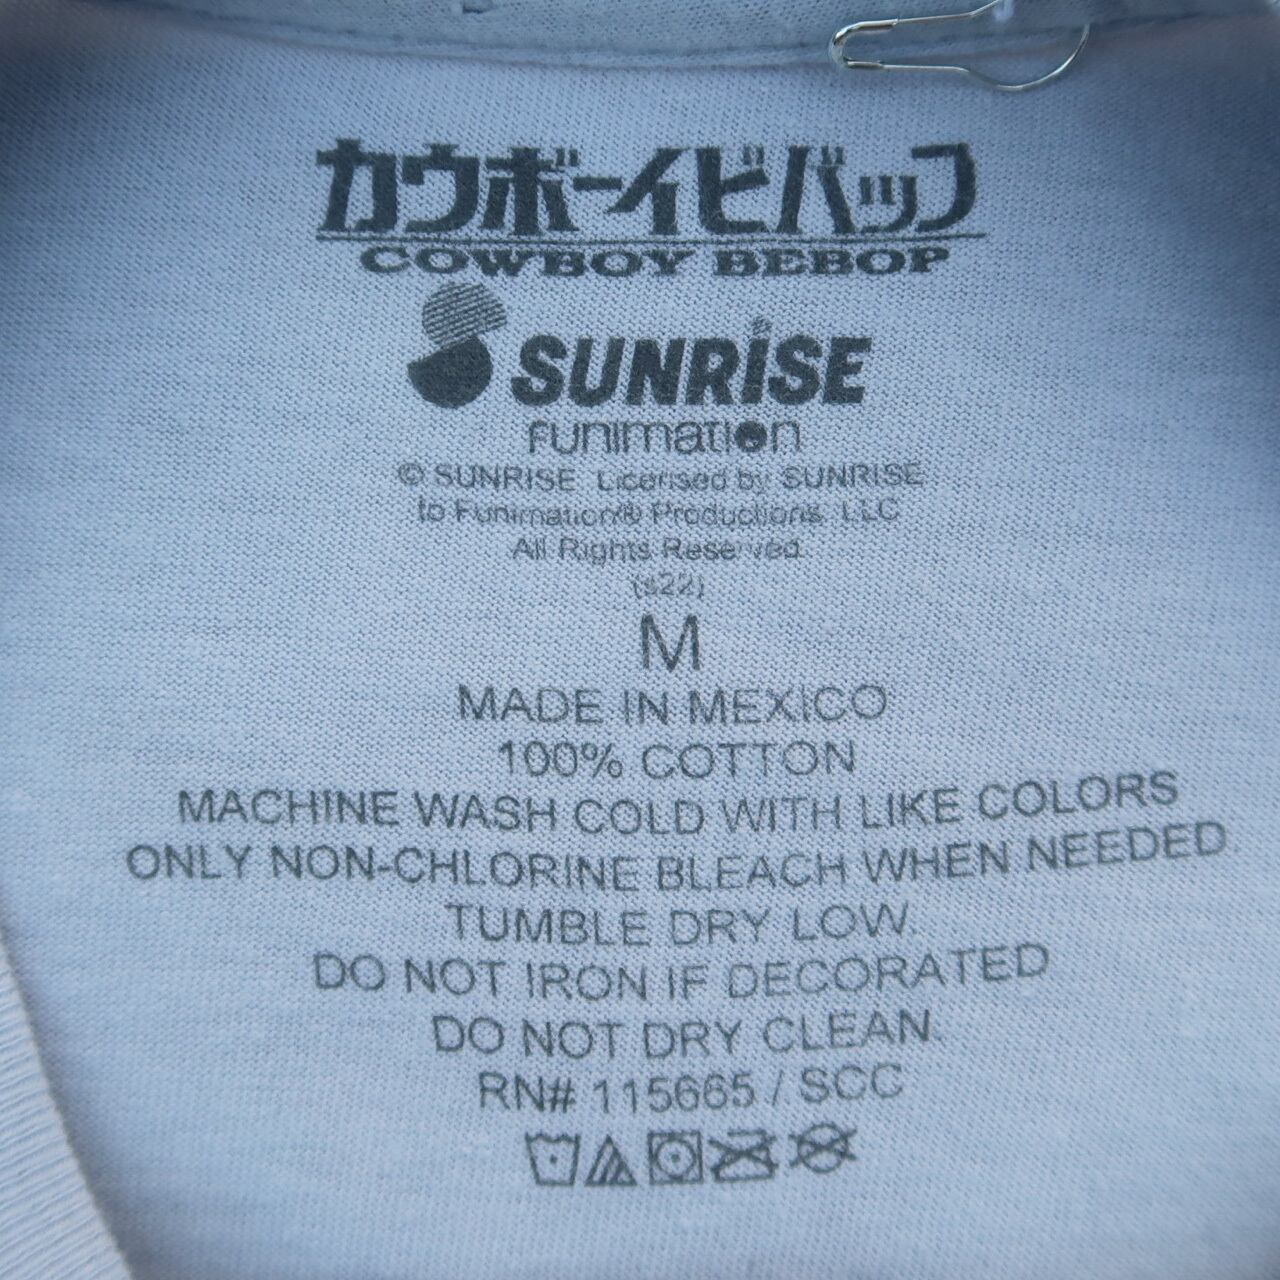 カウボーイビバップ
COWBOY BEBOP
SUNRiSE
Funimation
© SUNRISE Licensed by SUNRISE
to Funimation® Productions, LLC
All Rights Reserved.
(s22)
M
MADE IN MEXICO
100% COTTON
MACHINE WASH COLD WITH LIKE COLORS
ONLY NON-CHLORINE BLEACH WHEN NEEDED
TUMBLE DRY LOW.
DO NOT IRON IF DECORATED
DO NOT DRY CLEAN.
RN# 115665 / SCC